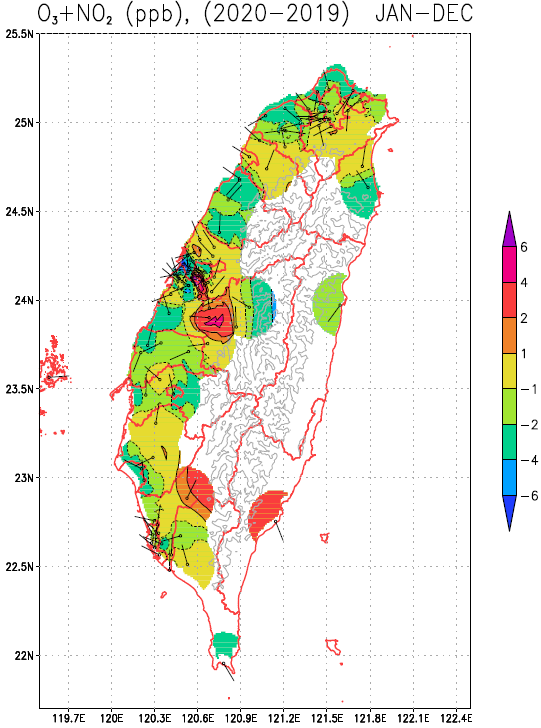 O₃+NO₂ (ppb), (2020−2019) JAN−DEC
25.5N
25N
24.5N
24N
23.5N
23N
22.5N
22N
119.7E 120E 120.3E 120.6E 120.9E 121.2E 121.5E 121.8E 122.1E 122.4E
6
4
2
1
−1
−2
−4
−6